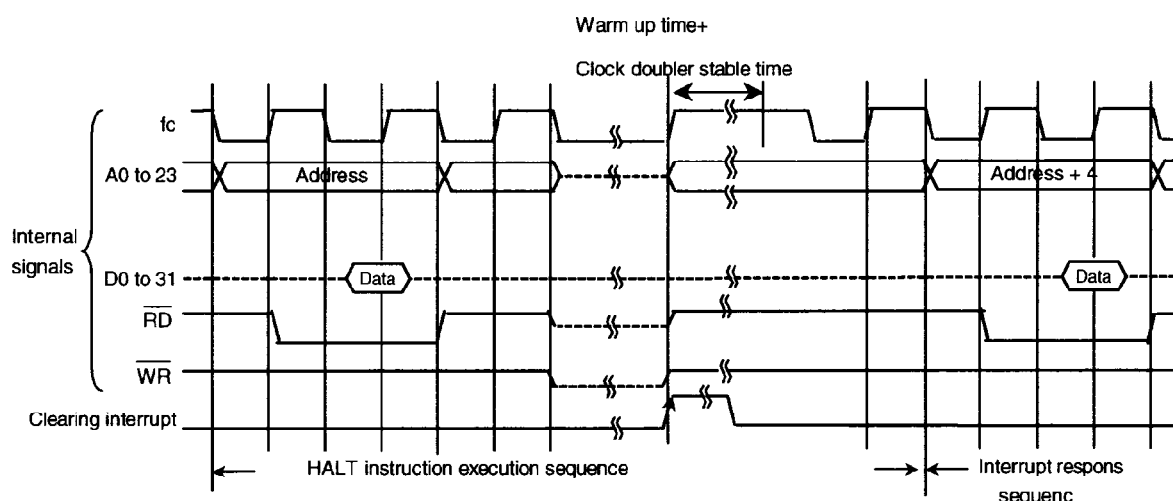 Warm up time+
Clock doubler stable time
fc
A0 to 23
Address
Address + 4
Internal
signals
D0 to 31
Data
Data
RD
WR
Clearing interrupt
HALT instruction execution sequence
Interrupt respons
sequenc